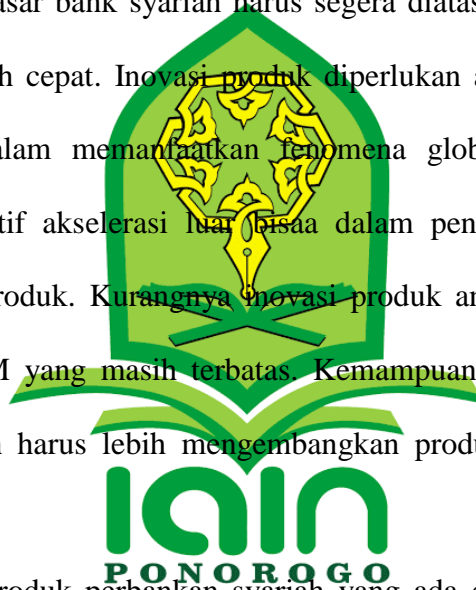 asar bank syariah harus segera diatas
h cepat. Inovasi produk diperlukan a
alam memanfaatkan fenomena glob
tif akselerasi luar bisaa dalam pen
roduk. Kurangnya inovasi produk an
M yang masih terbatas. Kemampuan
n harus lebih mengembangkan produ
iain
PONOROGO
roduk perbankan syariah yang ada